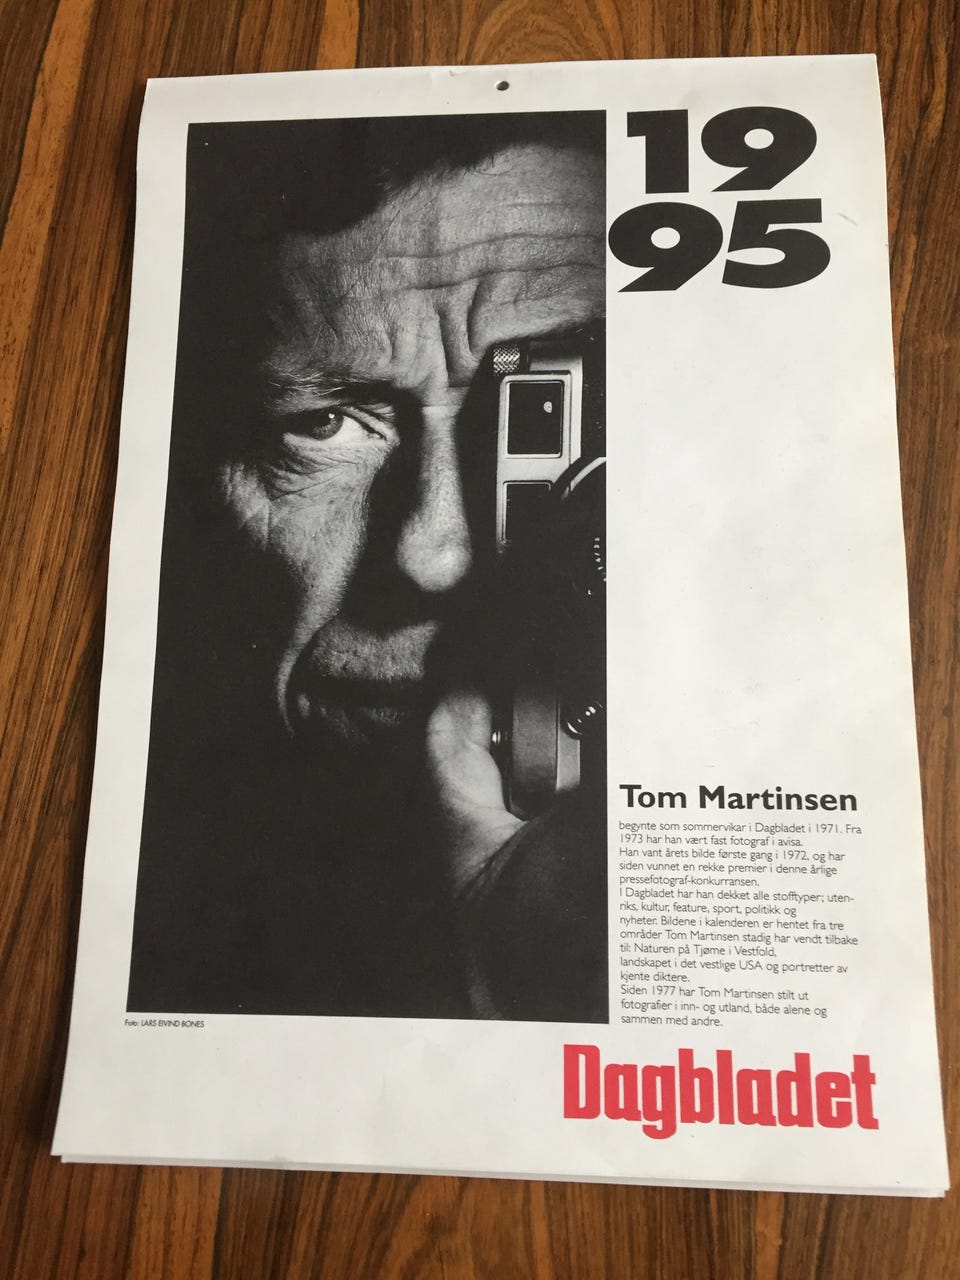 19
95
Tom Martinsen
begynte som sommervikar i Dagbladet i 1971. Fra
1973 har han vært fast fotograf i avisa.
Han vant årets bilde første gang i 1972, og har
siden vunnet en rekke premier i denne årlige
pressefotograf-konkurransen.
I Dagbladet har han dekket alle stofftyper; uten-
riks, kultur, feature, sport, politikk og
nyheter. Bildene i kalenderen er hentet fra tre
områder Tom Martinsen stadig har vendt tilbake
til: Naturen på Tjøme i Vestfold,
landskapet i det vestlige USA og portretter av
kjente diktere.
Siden 1977 har Tom Martinsen stilt ut
fotografier i inn- og utland, både alene og
sammen med andre.
Foto: LARS EIVIND BONES
Dagbladet